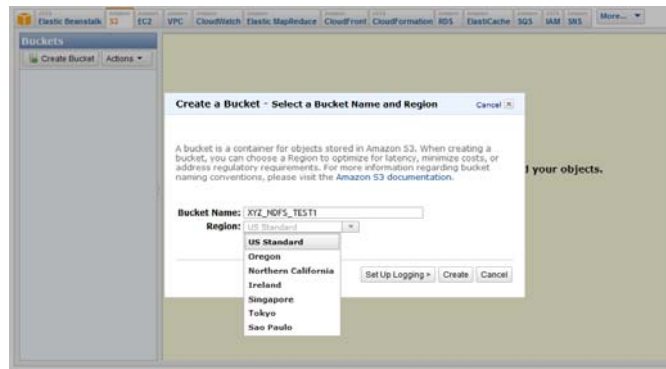 Elastic Beanstalk S3 EC2 VPC CloudWatch Elastic MapReduce CloudFront CloudFormation RDS ElastiCache SQS IAM SNS More...
Buckets
Create Bucket Actions
Create a Bucket - Select a Bucket Name and Region Cancel
A bucket is a container for objects stored in Amazon S3. When creating a
bucket, you can choose a Region to optimize for latency, minimize costs, or
address regulatory requirements. For more information regarding bucket
naming conventions, please visit the Amazon S3 documentation.
your objects.
Bucket Name: XYZ_NDFS_TEST1
Region: US Standard
US Standard
Oregon
Northern California
Ireland
Singapore
Tokyo
Sao Paulo
Set Up Logging > Create Cancel